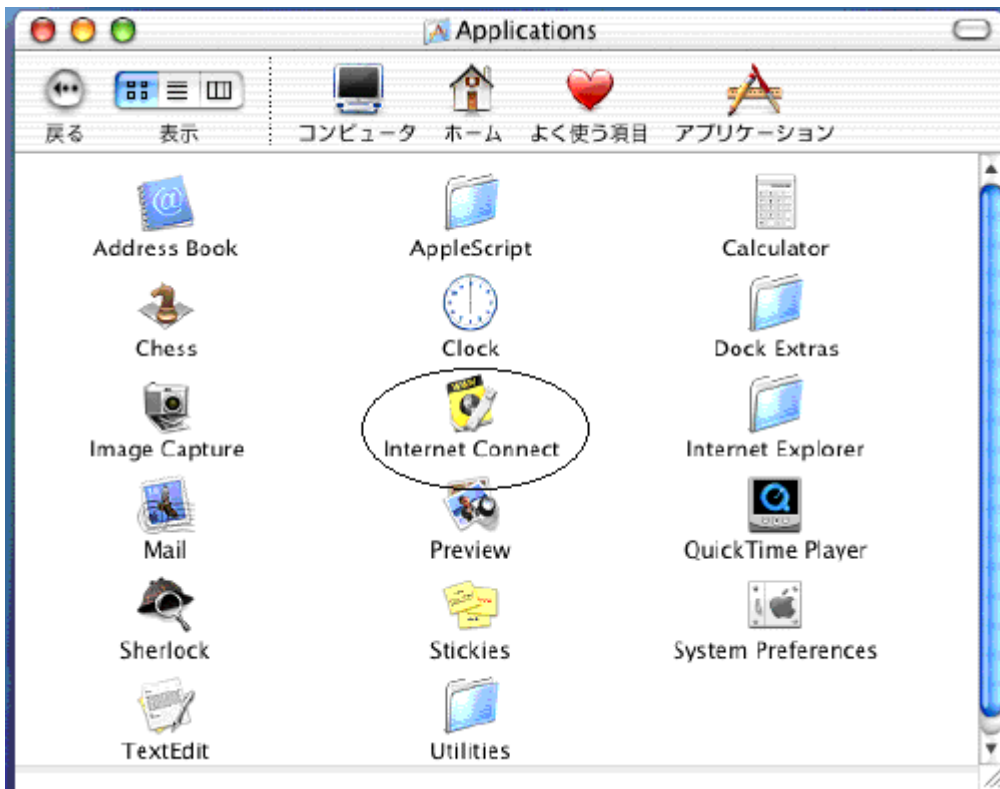 Applications
戻る 表示 コンピュータ ホーム よく使う項目 アプリケーション
Address Book AppleScript Calculator
Chess Clock Dock Extras
WWW
Image Capture Internet Connect Internet Explorer
Mail Preview QuickTime Player
Sherlock Stickies System Preferences
TextEdit Utilities